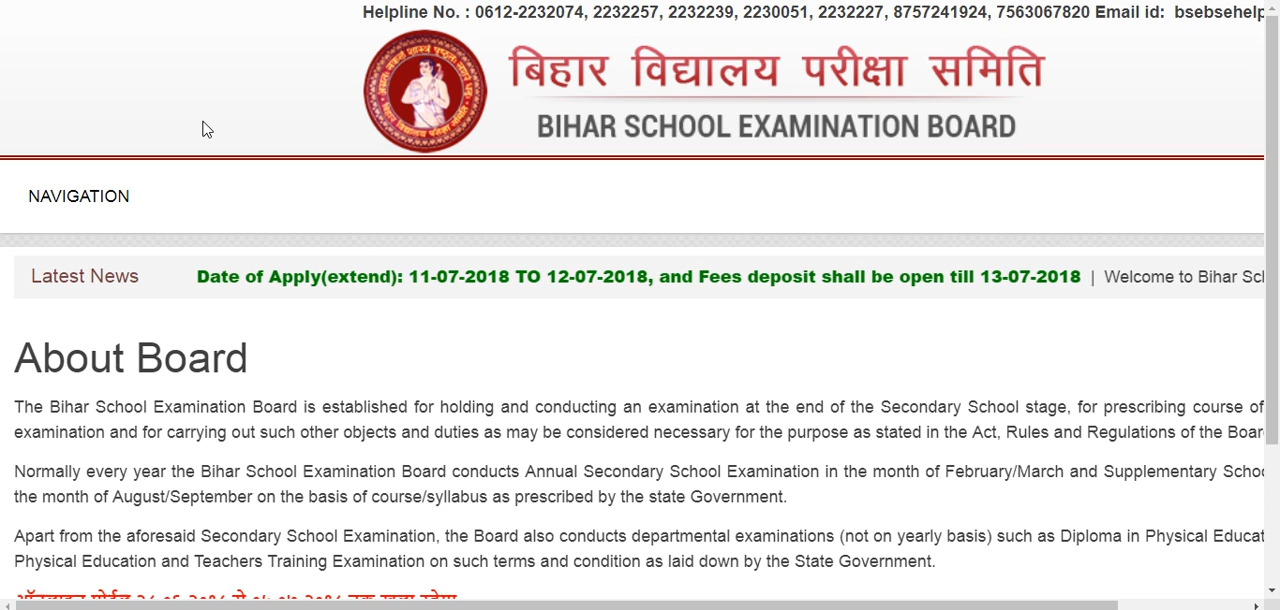 Helpline No. : 0612-2232074, 2232257, 2232239, 2230051, 2232227, 8757241924, 7563067820 Email id: bsebsehelp
बिहार विद्यालय परीक्षा समिति
BIHAR SCHOOL EXAMINATION BOARD
NAVIGATION
Latest News Date of Apply(extend): 11-07-2018 TO 12-07-2018, and Fees deposit shall be open till 13-07-2018 | Welcome to Bihar Sch
About Board
The Bihar School Examination Board is established for holding and conducting an examination at the end of the Secondary School stage, for prescribing course of
examination and for carrying out such other objects and duties as may be considered necessary for the purpose as stated in the Act, Rules and Regulations of the Boar
Normally every year the Bihar School Examination Board conducts Annual Secondary School Examination in the month of February/March and Supplementary Schoo
the month of August/September on the basis of course/syllabus as prescribed by the state Government.
Apart from the aforesaid Secondary School Examination, the Board also conducts departmental examinations (not on yearly basis) such as Diploma in Physical Educat
Physical Education and Teachers Training Examination on such terms and condition as laid down by the State Government.